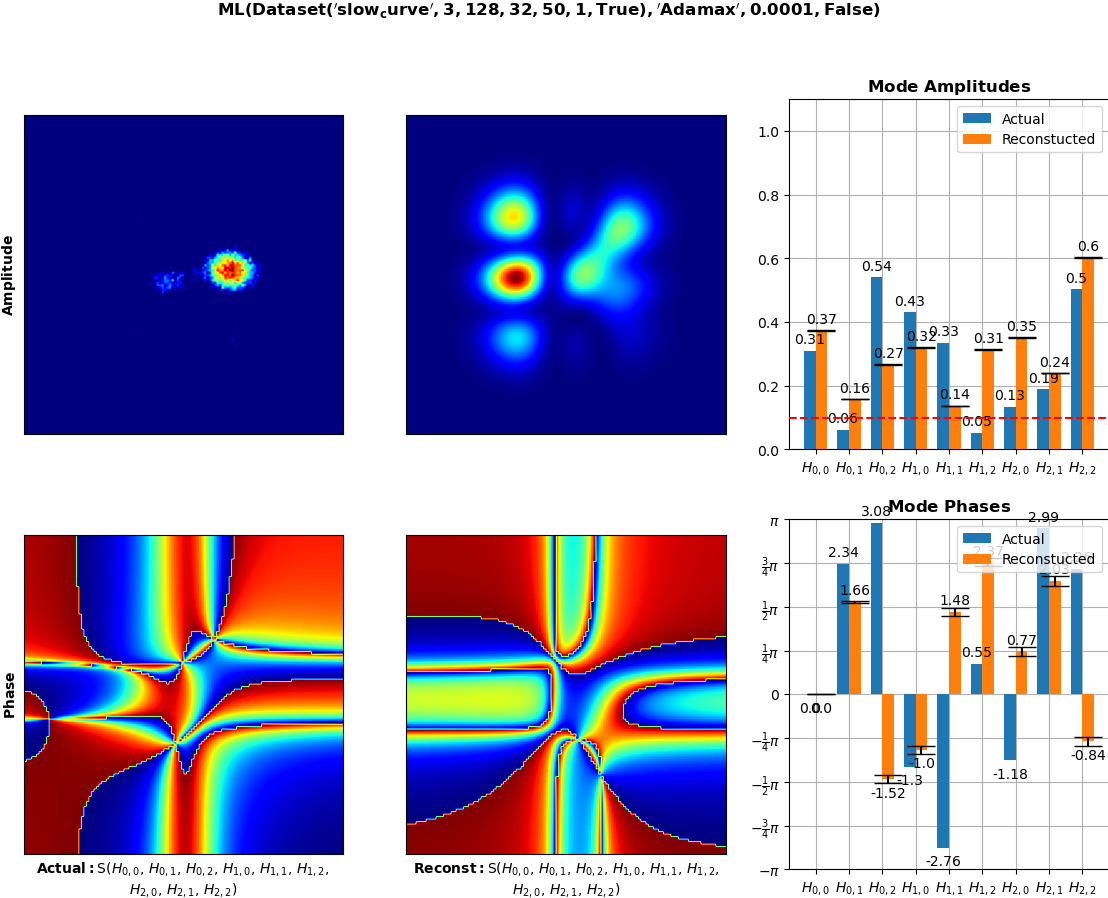 ML(Dataset('slow_curve', 3, 128, 32, 50, 1, True), 'Adamax', 0.0001, False)
Amplitude
Mode Amplitudes
Actual
Reconstucted
1.0
0.8
0.6
0.4
0.2
0.0
0.31 0.06 0.54 0.43 0.33 0.05 0.13 0.19 0.5
0.37 0.16 0.27 0.32 0.14 0.31 0.35 0.24 0.6
H0,0 H0,1 H0,2 H1,0 H1,1 H1,2 H2,0 H2,1 H2,2
Phase
Mode Phases
Actual
Reconstucted
π
3/4π
1/2π
1/4π
0
−1/4π
−1/2π
−3/4π
−π
0.0 2.34 3.08 -1.3 -2.76 0.55 -1.18 2.99
0.0 1.66 -1.52 -1.0 1.48 2.37 0.77 -0.84
H0,0 H0,1 H0,2 H1,0 H1,1 H1,2 H2,0 H2,1 H2,2
Actual: S(H0,0, H0,1, H0,2, H1,0, H1,1, H1,2,
H2,0, H2,1, H2,2)
Reconst: S(H0,0, H0,1, H0,2, H1,0, H1,1, H1,2,
H2,0, H2,1, H2,2)